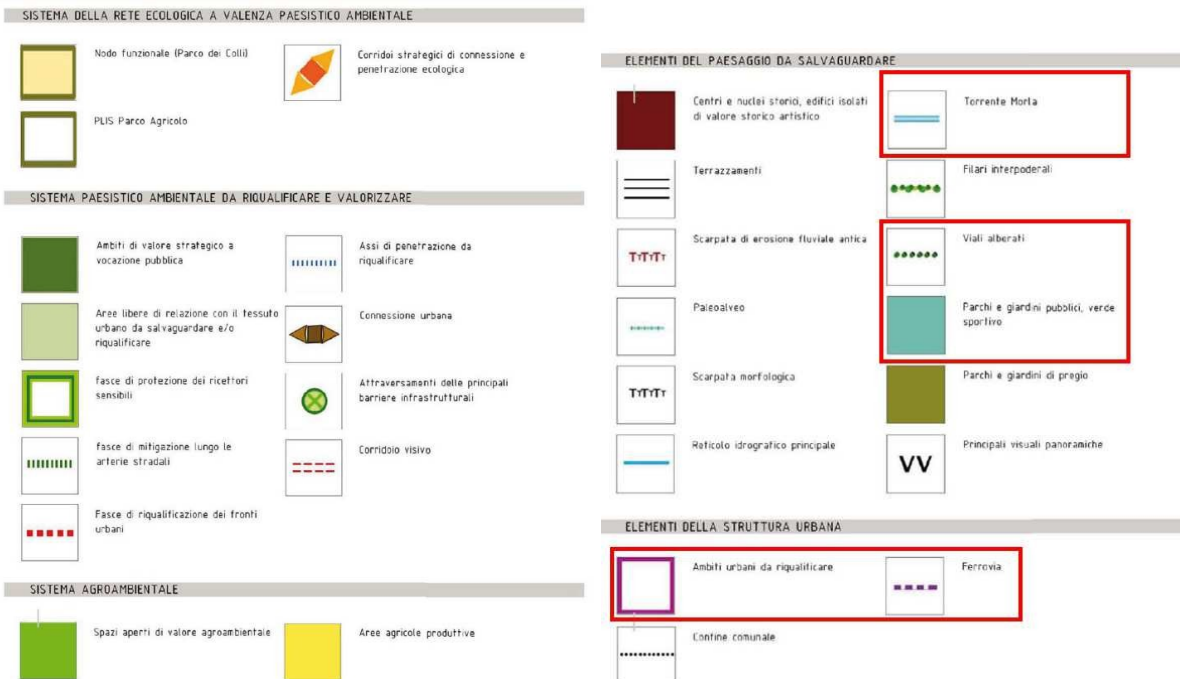 SISTEMA DELLA RETE ECOLOGICA A VALENZA PAESISTICO AMBIENTALE
Nodo funzionale (Parco dei Colli)
Corridoi strategici di connessione e
penetrazione ecologica
PLIS Parco Agricolo
SISTEMA PAESISTICO AMBIENTALE DA RIQUALIFICARE E VALORIZZARE
Ambiti di valore strategico a
vocazione pubblica
Assi di penetrazione da
riqualificare
Aree libere di relazione con il tessuto
urbano da salvaguardare e/o
riqualificare
Connessione urbana
fasce di protezione dei ricettori
sensibili
Attraversamenti delle principali
barriere infrastrutturali
fasce di mitigazione lungo le
arterie stradali
Corridoio visivo
Fasce di riqualificazione dei fronti
urbani
SISTEMA AGROAMBIENTALE
Spazi aperti di valore agroambientale
Aree agricole produttive
ELEMENTI DEL PAESAGGIO DA SALVAGUARDARE
Centri e nuclei storici, edifici isolati
di valore storico artistico
Torrente Morla
Terrazzamenti
Filari interpoderali
Scarpata di erosione fluviale antica
TTTTTT
Viali alberati
Paleoalveo
Parchi e giardini pubblici, verde
sportivo
Scarpata morfologica
TTTTTT
Parchi e giardini di pregio
Reticolo idrografico principale
Principali visuali panoramiche
VV
ELEMENTI DELLA STRUTTURA URBANA
Ambiti urbani da riqualificare
Ferrovia
Confine comunale